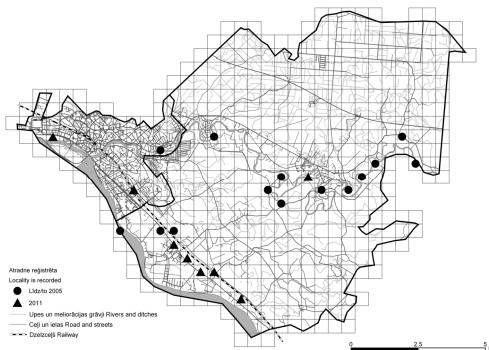 Atradne reģistrēta
Locality is recorded
Līdz/to 2005
2011
Upes un meliorācijas grāvji Rivers and ditches
Ceļi un ielas Road and streets
Dzelzceļš Railway
0 2.5 5